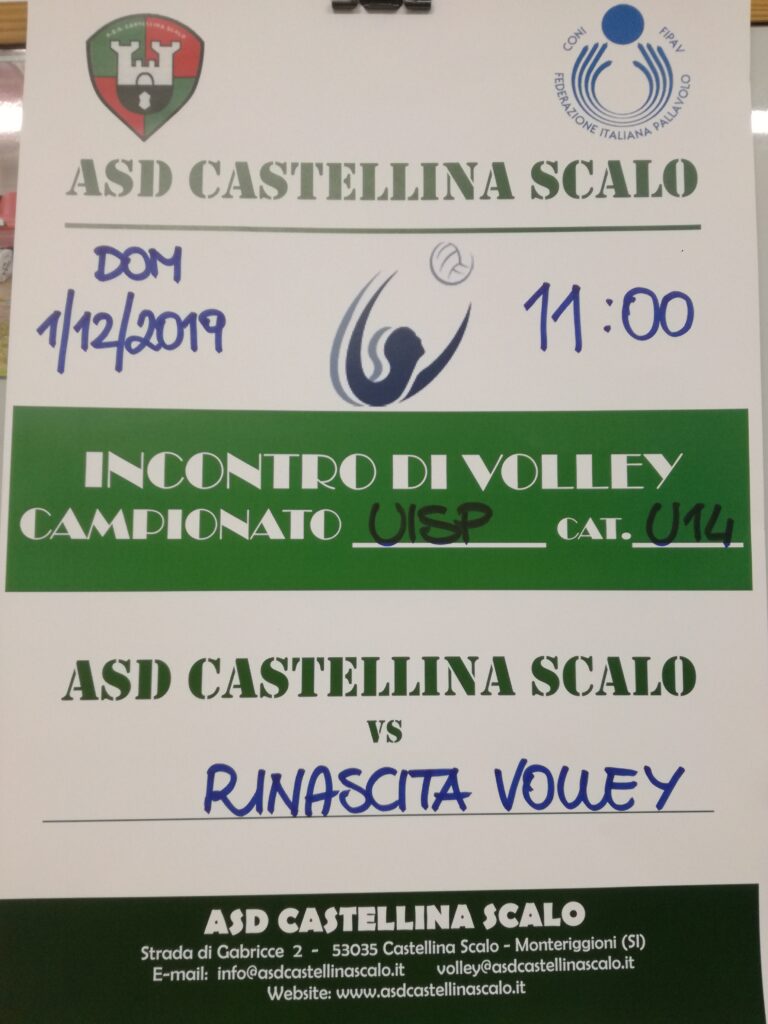 A.S.D. CASTELLINA SCALO
CONI FIPAV
FEDERAZIONE ITALIANA PALLAVOLO
ASD CASTELLINA SCALO
DOM
1/12/2019
11:00
INCONTRO DI VOLLEY
CAMPIONATO UISP CAT. U14
ASD CASTELLINA SCALO
VS
RINASCITA VOLLEY
ASD CASTELLINA SCALO
Strada di Gabricce 2 - 53035 Castellina Scalo - Monteriggioni (SI)
E-mail: info@asdcastellinascalo.it volley@asdcastellinascalo.it
Website: www.asdcastellinascalo.it